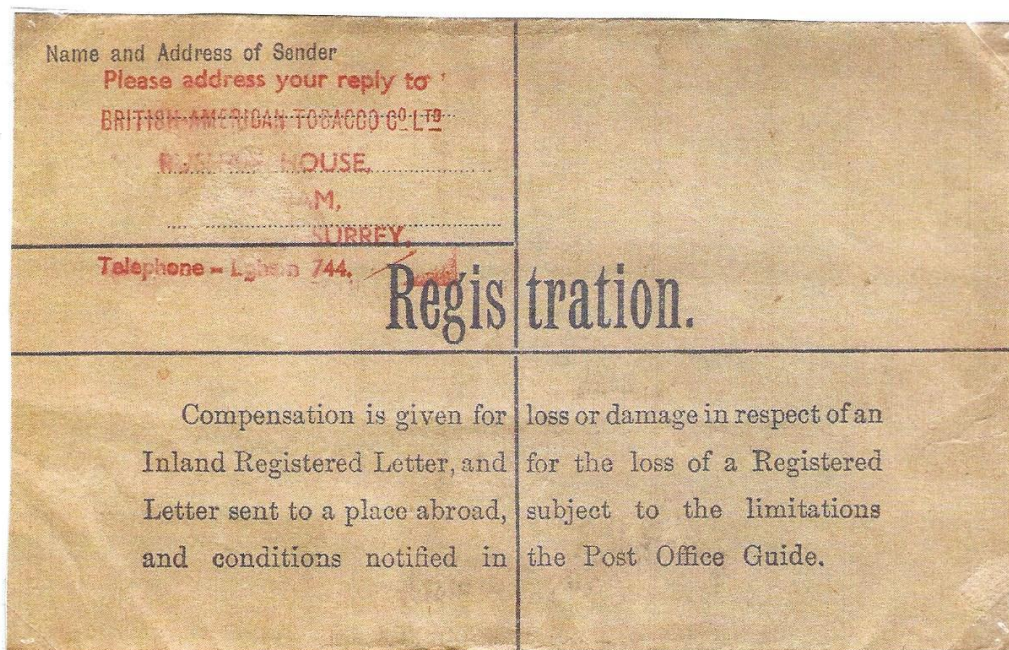 Name and Address of Sender
Please address your reply to
BRITISH-AMERICAN TOBACCO Cº LTD
HOUSE,
SURREY,
Telephone – Egham 744.
Registration.
Compensation is given for loss or damage in respect of an
Inland Registered Letter, and for the loss of a Registered
Letter sent to a place abroad, subject to the limitations
and conditions notified in the Post Office Guide.